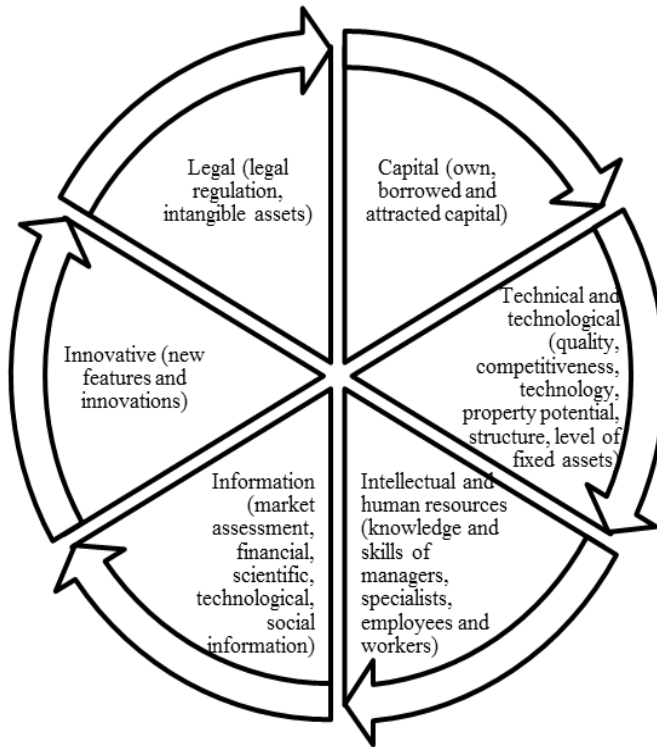 Legal (legal
regulation,
intangible assets)
Capital (own,
borrowed and
attracted capital)
Technical and
technological
(quality,
competitiveness,
technology,
property potential,
structure, level of
fixed assets)
Intellectual and
human resources
(knowledge and
skills of
managers,
specialists,
employees and
workers)
Information
(market
assessment,
financial,
scientific,
technological,
social
information)
Innovative (new
features and
innovations)